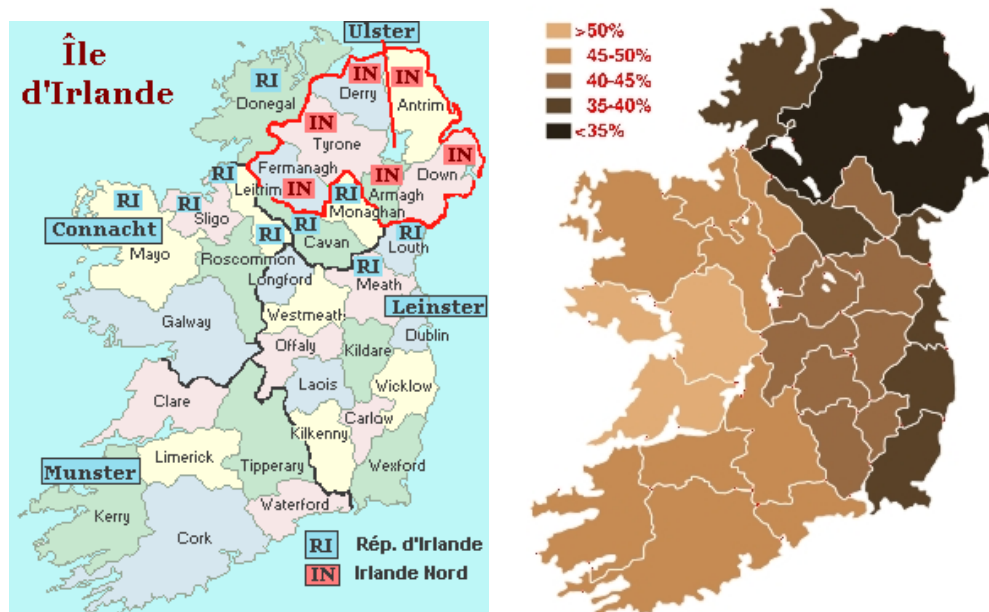 Île
d'Irlande
Ulster
RI
Donegal
IN
Derry
IN
Antrim
IN
Tyrone
IN
Down
Fermanagh
IN
IN
Armagh
RI
Leitrim
RI
Monaghan
RI
Mayo
RI
Sligo
Connacht
RI
Roscommon
RI
Cavan
RI
Louth
Longford
RI
Meath
Leinster
Westmeath
Galway
Dublin
Offaly
Kildare
Laois
Wicklow
Clare
Carlow
Kilkenny
Limerick
Munster
Tipperary
Wexford
Waterford
Kerry
Cork
RI Rép. d'Irlande
IN Irlande Nord
>50%
45-50%
40-45%
35-40%
<35%